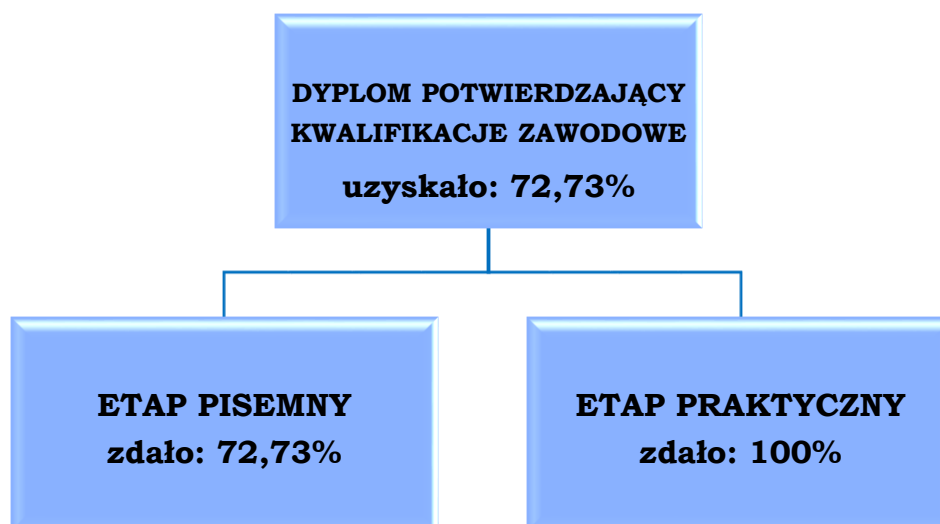 DYPLOM POTWIERDZAJĄCY
KWALIFIKACJE ZAWODOWE
uzyskało: 72,73%
ETAP PISEMNY
zdało: 72,73%
ETAP PRAKTYCZNY
zdało: 100%